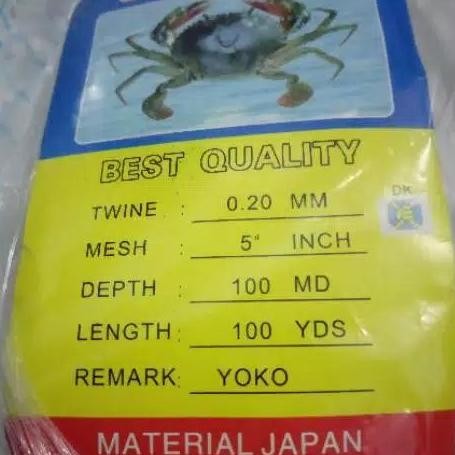 BEST QUALITY
TWINE : 0.20 MM
MESH : 5" INCH
DEPTH : 100 MD
LENGTH : 100 YDS
REMARK : YOKO
DK
MATERIAL JAPAN